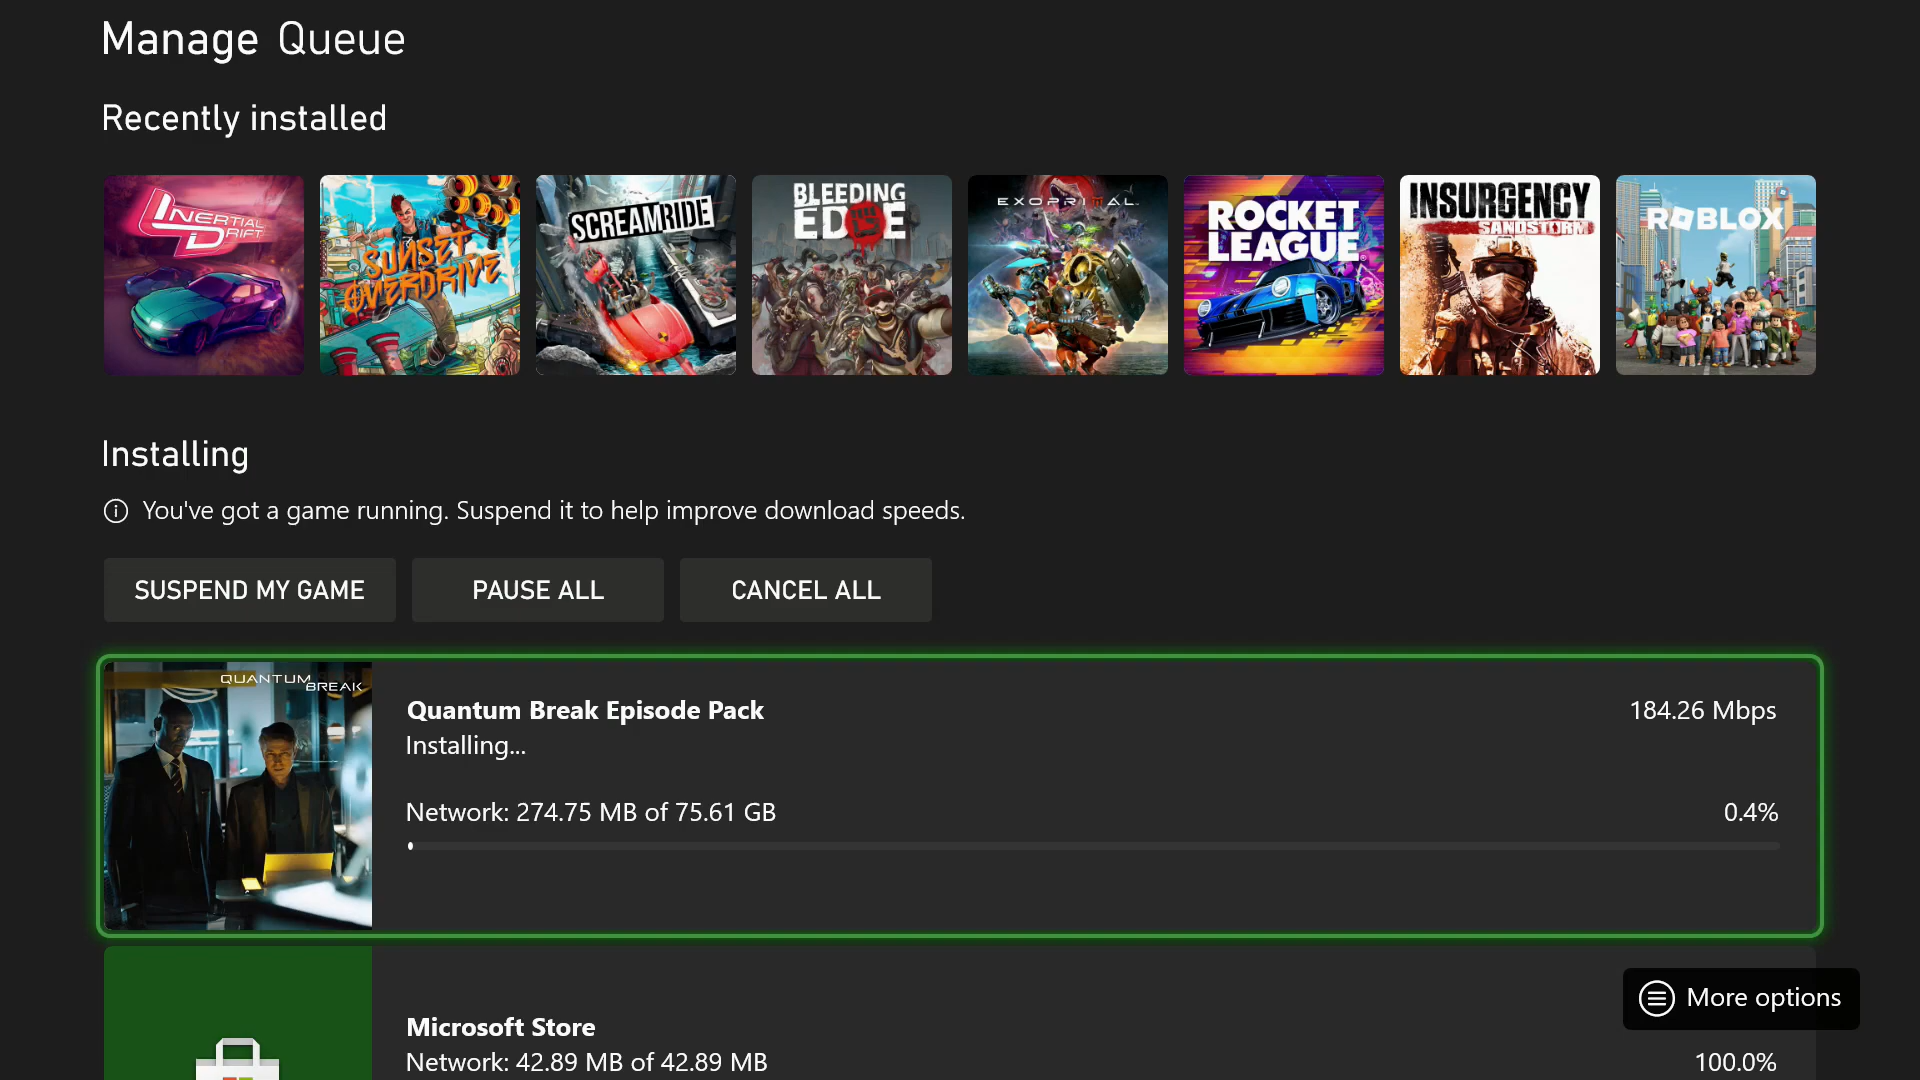 Manage Queue
Recently installed
INERTIAL DRIFT
SUNSET OVERDRIVE
SCREAMRIDE
BLEEDING EDGE
EXOPRIMAL
ROCKET LEAGUE
INSURGENCY SANDSTORM
ROBLOX
Installing
You've got a game running. Suspend it to help improve download speeds.
SUSPEND MY GAME PAUSE ALL CANCEL ALL
QUANTUM BREAK
Quantum Break Episode Pack 184.26 Mbps
Installing...
Network: 274.75 MB of 75.61 GB 0.4%
More options
Microsoft Store
Network: 42.89 MB of 42.89 MB 100.0%